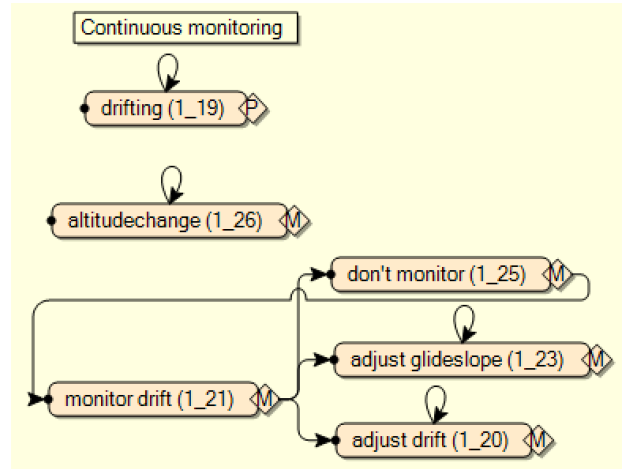 Continuous monitoring
drifting (1_19) P
altitudechange (1_26) M
don't monitor (1_25) M
adjust glideslope (1_23) M
monitor drift (1_21) M
adjust drift (1_20) M